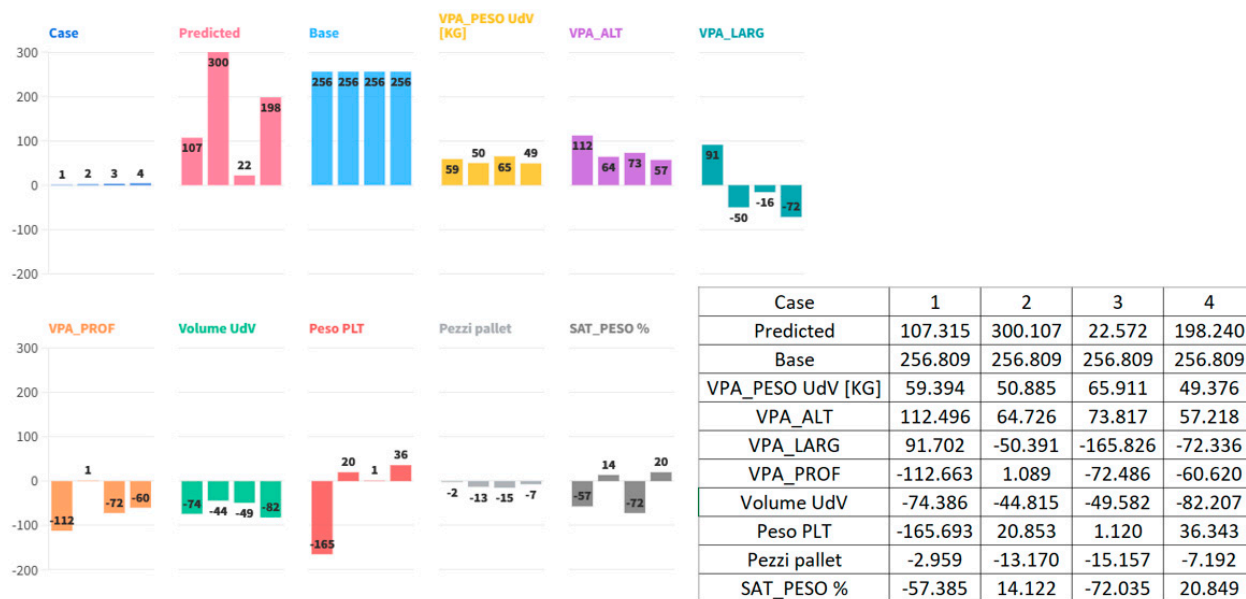 Case
Predicted
Base
VPA_PESO UdV
[KG]
VPA_ALT
VPA_LARG
300
200
100
0
-100
-200
1 2 3 4
107 300 22 198
256 256 256 256
59 50 65 49
112 64 73 57
91 -50 -16 -72
VPA_PROF
Volume UdV
Peso PLT
Pezzi pallet
SAT_PESO %
300
200
100
0
-100
-200
-112 1 -72 -60
-74 -44 -49 -82
-165 20 1 36
-2 -13 -15 -7
-57 14 -72 20
Case 1 2 3 4
Predicted 107.315 300.107 22.572 198.240
Base 256.809 256.809 256.809 256.809
VPA_PESO UdV [KG] 59.394 50.885 65.911 49.376
VPA_ALT 112.496 64.726 73.817 57.218
VPA_LARG 91.702 -50.391 -165.826 -72.336
VPA_PROF -112.663 1.089 -72.486 -60.620
Volume UdV -74.386 -44.815 -49.582 -82.207
Peso PLT -165.693 20.853 1.120 36.343
Pezzi pallet -2.959 -13.170 -15.157 -7.192
SAT_PESO % -57.385 14.122 -72.035 20.849